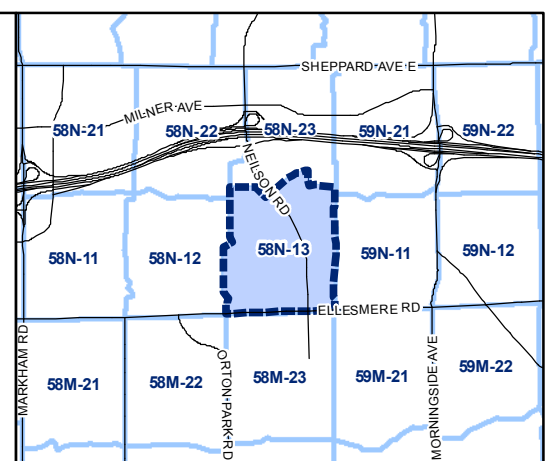 SHEPPARD AVE E
MILNER AVE
58N-21
58N-22
58N-23
59N-21
59N-22
NEILSON RD
58N-11
58N-12
58N-13
59N-11
59N-12
ELLESMERE RD
MARKHAM RD
ORTON PARK RD
MORNINGSIDE AVE
58M-21
58M-22
58M-23
59M-21
59M-22